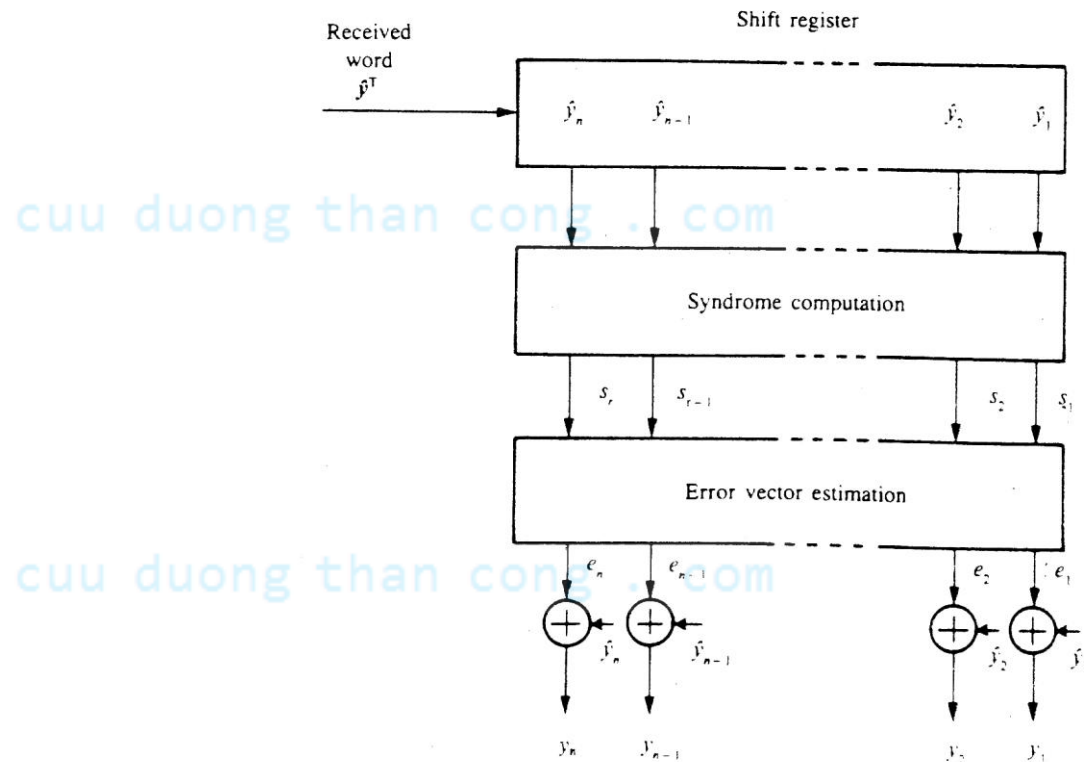 Shift register
Received
word
ŷᵀ
ŷₙ ŷₙ₋₁ ŷ₂ ŷ₁
cuu duong than cong . com
Syndrome computation
sᵣ sᵣ₋₁ s₂ s₁
Error vector estimation
cuu duong than cong . com
eₙ eₙ₋₁ e₂ e₁
ŷₙ ŷₙ₋₁ ŷ₂ ŷ
yₙ yₙ₋₁ y₂ y₁